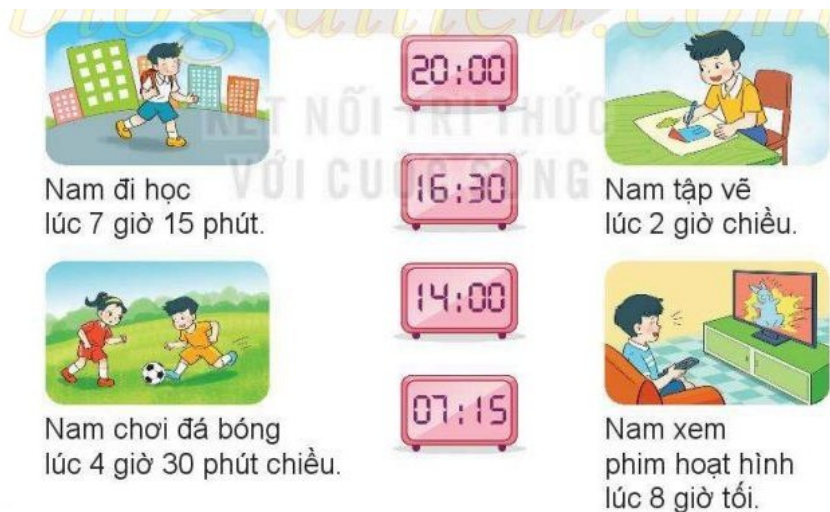 20:00
KẾT NỐI TRI THỨC
VỚI CUỘC SỐNG
Nam đi học
lúc 7 giờ 15 phút.
16:30
Nam tập vẽ
lúc 2 giờ chiều.
14:00
07:15
Nam chơi đá bóng
lúc 4 giờ 30 phút chiều.
Nam xem
phim hoạt hình
lúc 8 giờ tối.